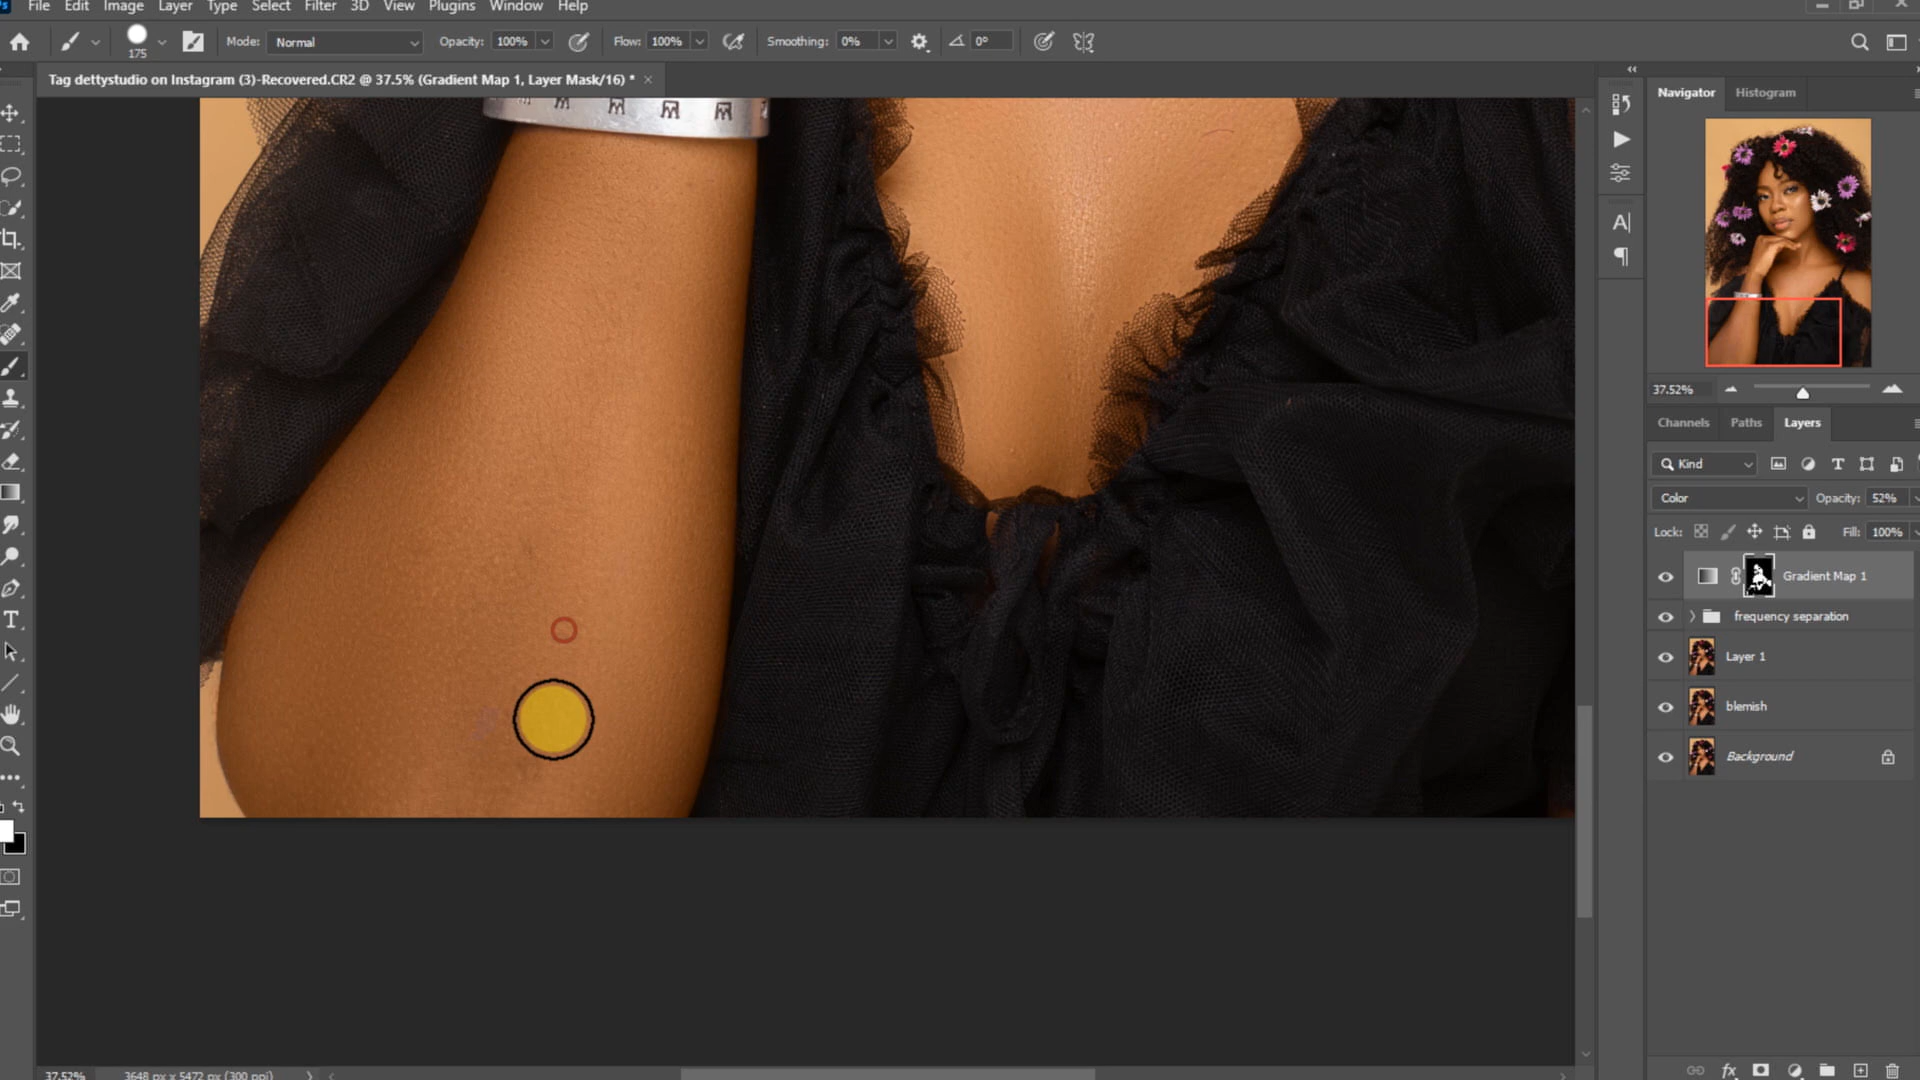 File Edit Image Layer Type Select Filter 3D View Plugins Window Help
175 Mode: Normal Opacity: 100% Flow: 100% Smoothing: 0% 0°
Tag dettystudio on Instagram (3)-Recovered.CR2 @ 37.5% (Gradient Map 1, Layer Mask/16) * ×
Navigator Histogram
37.52%
Channels Paths Layers
Kind
Color Opacity: 52%
Lock: Fill: 100%
Gradient Map 1
frequency separation
Layer 1
blemish
Background
37.52% 3648 px x 5472 px (300 ppi)